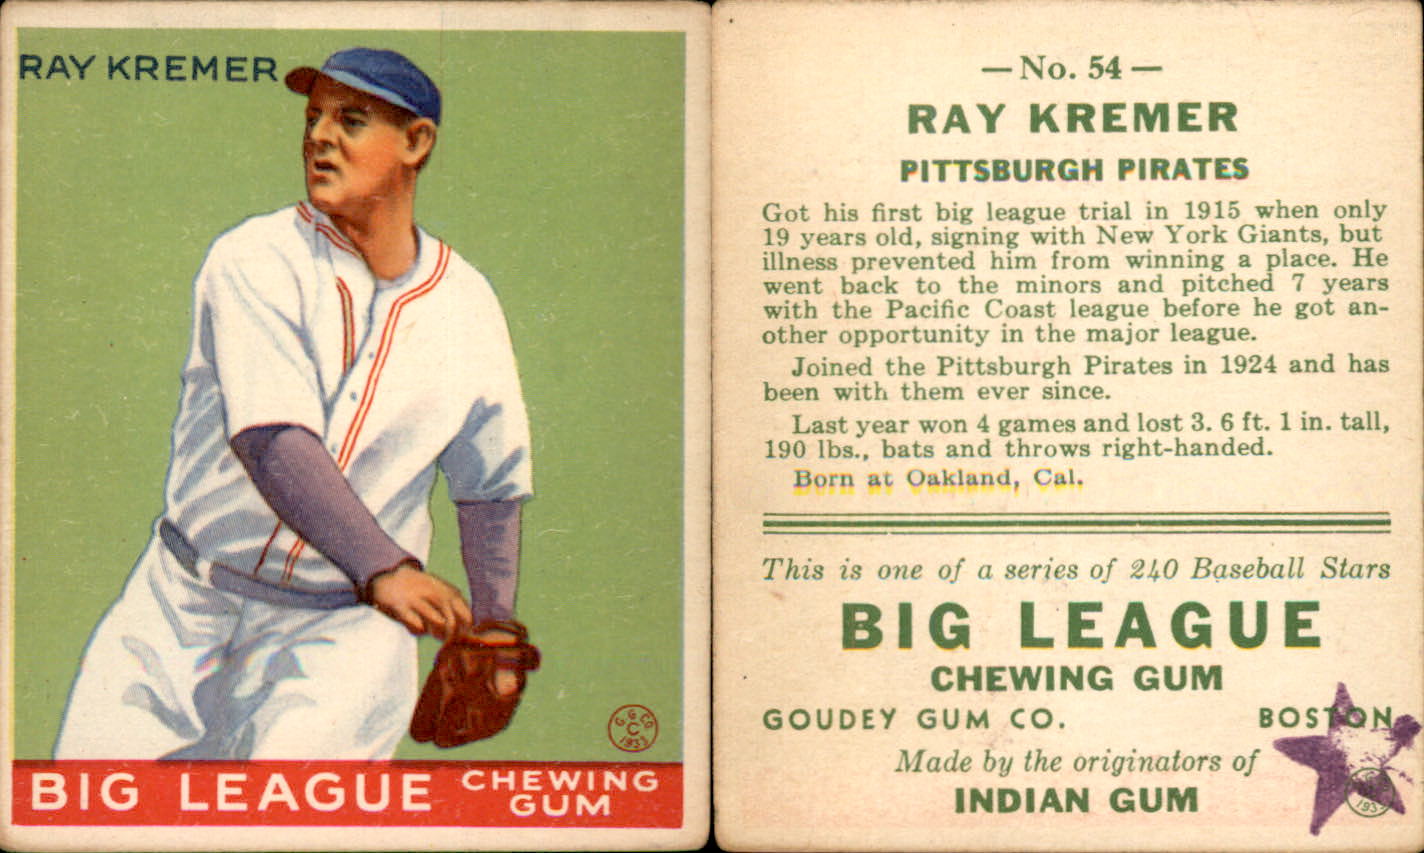 RAY KREMER
G.G.CO.
C
1933
BIG LEAGUE CHEWING GUM
— No. 54 —
RAY KREMER
PITTSBURGH PIRATES
Got his first big league trial in 1915 when only
19 years old, signing with New York Giants, but
illness prevented him from winning a place. He
went back to the minors and pitched 7 years
with the Pacific Coast league before he got an-
other opportunity in the major league.
Joined the Pittsburgh Pirates in 1924 and has
been with them ever since.
Last year won 4 games and lost 3. 6 ft. 1 in. tall,
190 lbs., bats and throws right-handed.
Born at Oakland, Cal.
This is one of a series of 240 Baseball Stars
BIG LEAGUE
CHEWING GUM
GOUDEY GUM CO. BOSTON
Made by the originators of
INDIAN GUM